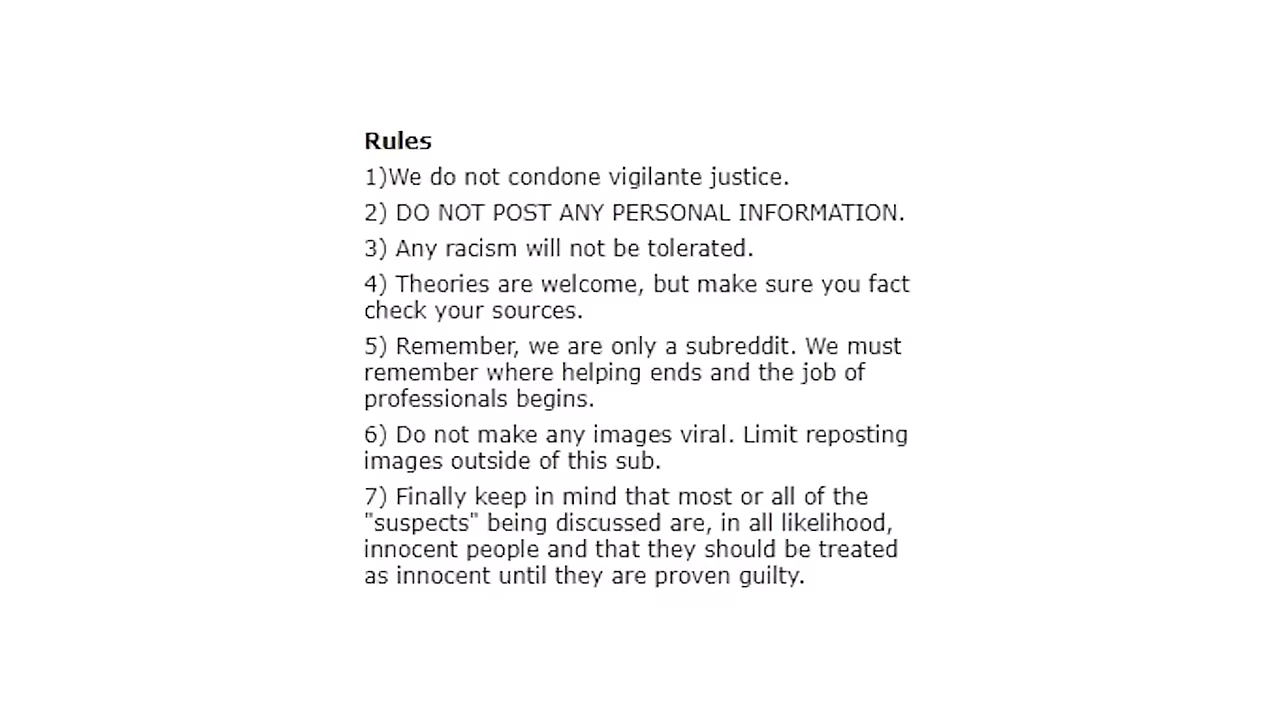 Rules
1)We do not condone vigilante justice.
2) DO NOT POST ANY PERSONAL INFORMATION.
3) Any racism will not be tolerated.
4) Theories are welcome, but make sure you fact
check your sources.
5) Remember, we are only a subreddit. We must
remember where helping ends and the job of
professionals begins.
6) Do not make any images viral. Limit reposting
images outside of this sub.
7) Finally keep in mind that most or all of the
"suspects" being discussed are, in all likelihood,
innocent people and that they should be treated
as innocent until they are proven guilty.